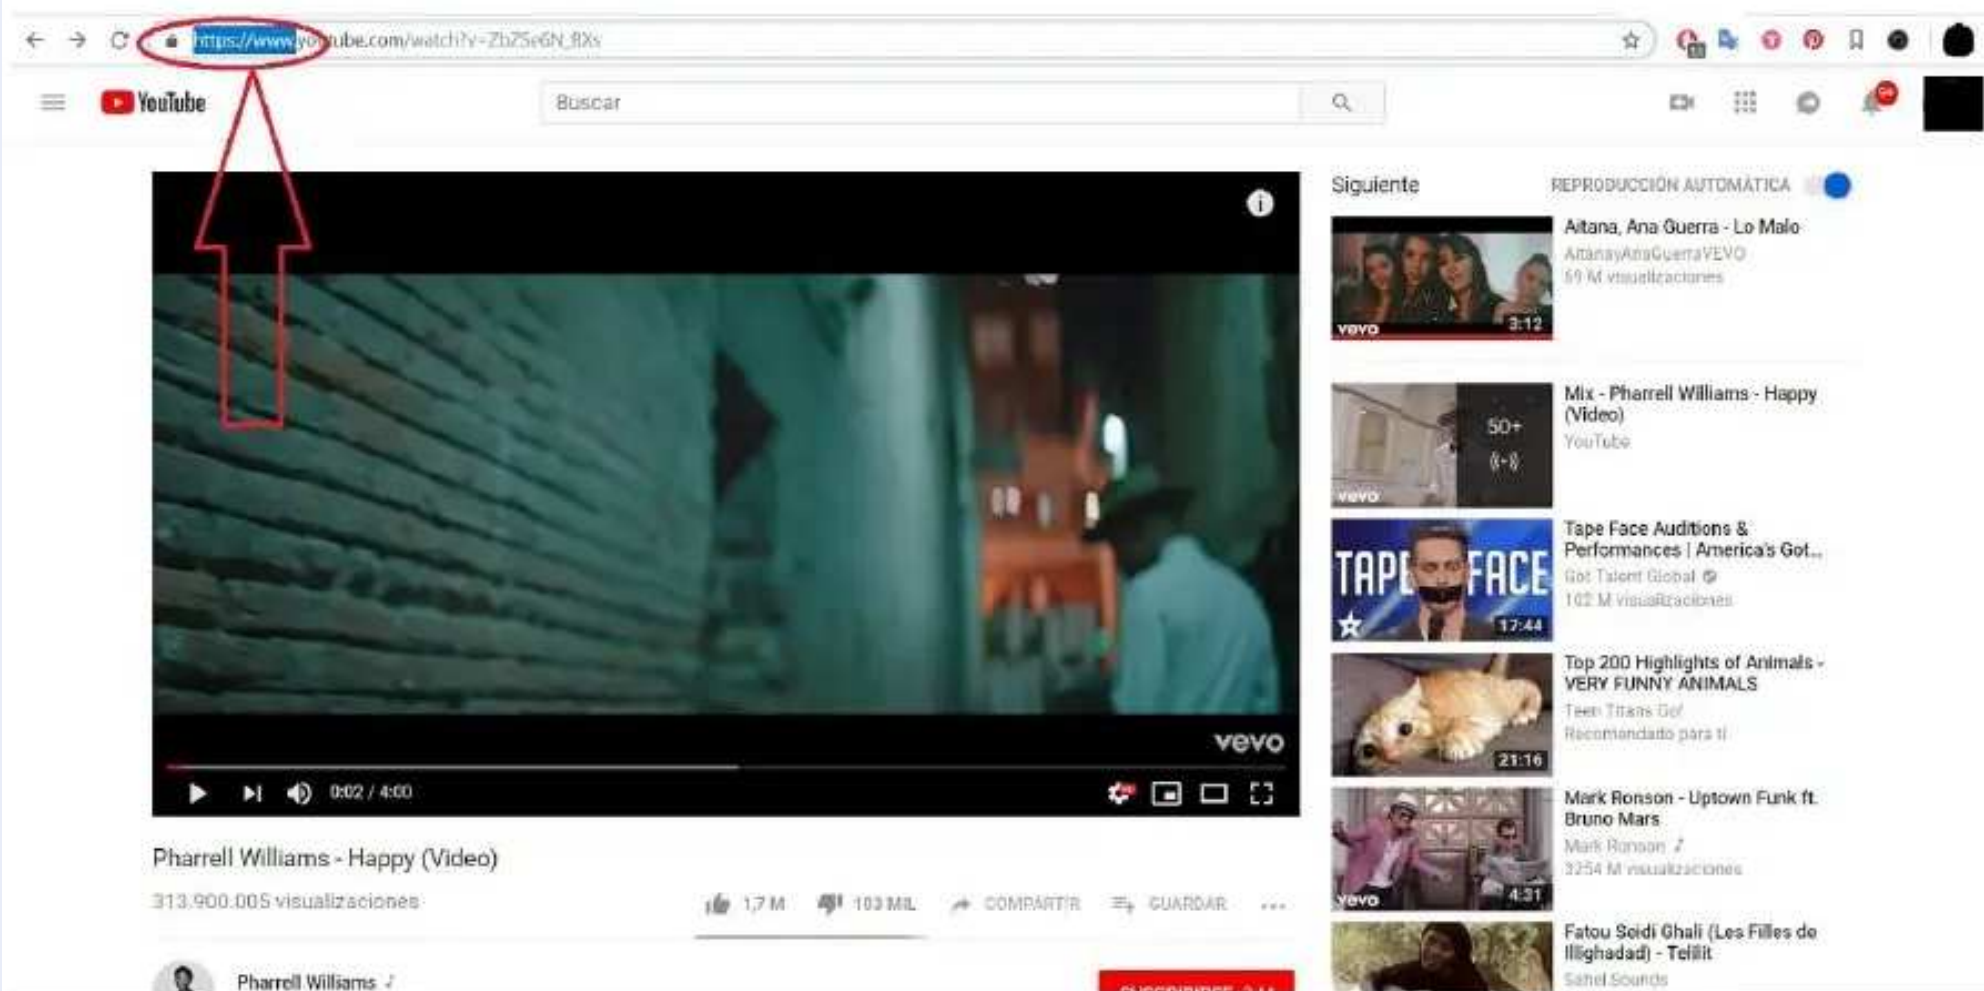 https://www.youtube.com/watch?v=ZbZSe6N_BXs
YouTube
Buscar
Siguiente
REPRODUCCIÓN AUTOMÁTICA
Aitana, Ana Guerra - Lo Malo
AitanayAnaGuerraVEVO
69 M visualizaciones
vevo
3:12
Mix - Pharrell Williams - Happy
(Video)
YouTube
50+
vevo
Tape Face Auditions &
Performances | America's Got...
Got Talent Global
102 M visualizaciones
TAPE FACE
17:44
Top 200 Highlights of Animals -
VERY FUNNY ANIMALS
Teen Titans Go!
Recomendado para ti
21:16
Mark Ronson - Uptown Funk ft.
Bruno Mars
Mark Ronson
3254 M visualizaciones
vevo
4:31
Fatou Seidi Ghali (Les Filles de
Illighadad) - Telilit
Sahel Sounds
vevo
0:02 / 4:00
Pharrell Williams - Happy (Video)
313.900.005 visualizaciones
1,7 M
103 MIL
COMPARTIR
GUARDAR
Pharrell Williams